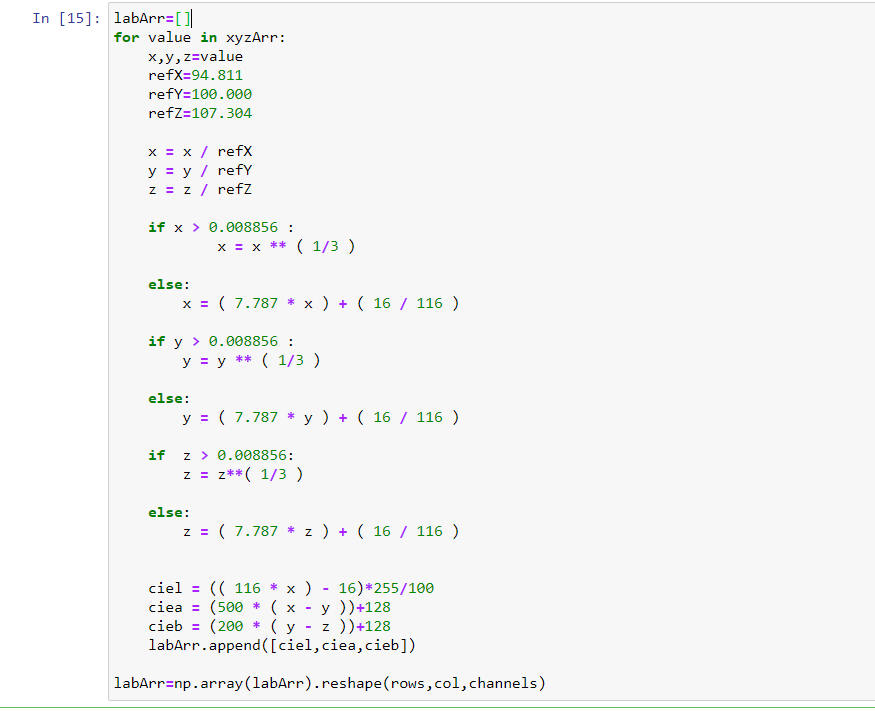 In [15]: labArr=[]
for value in xyzArr:
x,y,z=value
refX=94.811
refY=100.000
refZ=107.304
x = x / refX
y = y / refY
z = z / refZ
if x > 0.008856 :
x = x ** ( 1/3 )
else:
x = ( 7.787 * x ) + ( 16 / 116 )
if y > 0.008856 :
y = y ** ( 1/3 )
else:
y = ( 7.787 * y ) + ( 16 / 116 )
if  z > 0.008856:
z = z**( 1/3 )
else:
z = ( 7.787 * z ) + ( 16 / 116 )
ciel = (( 116 * x ) - 16)*255/100
ciea = (500 * ( x - y ))+128
cieb = (200 * ( y - z ))+128
labArr.append([ciel,ciea,cieb])
labArr=np.array(labArr).reshape(rows,col,channels)